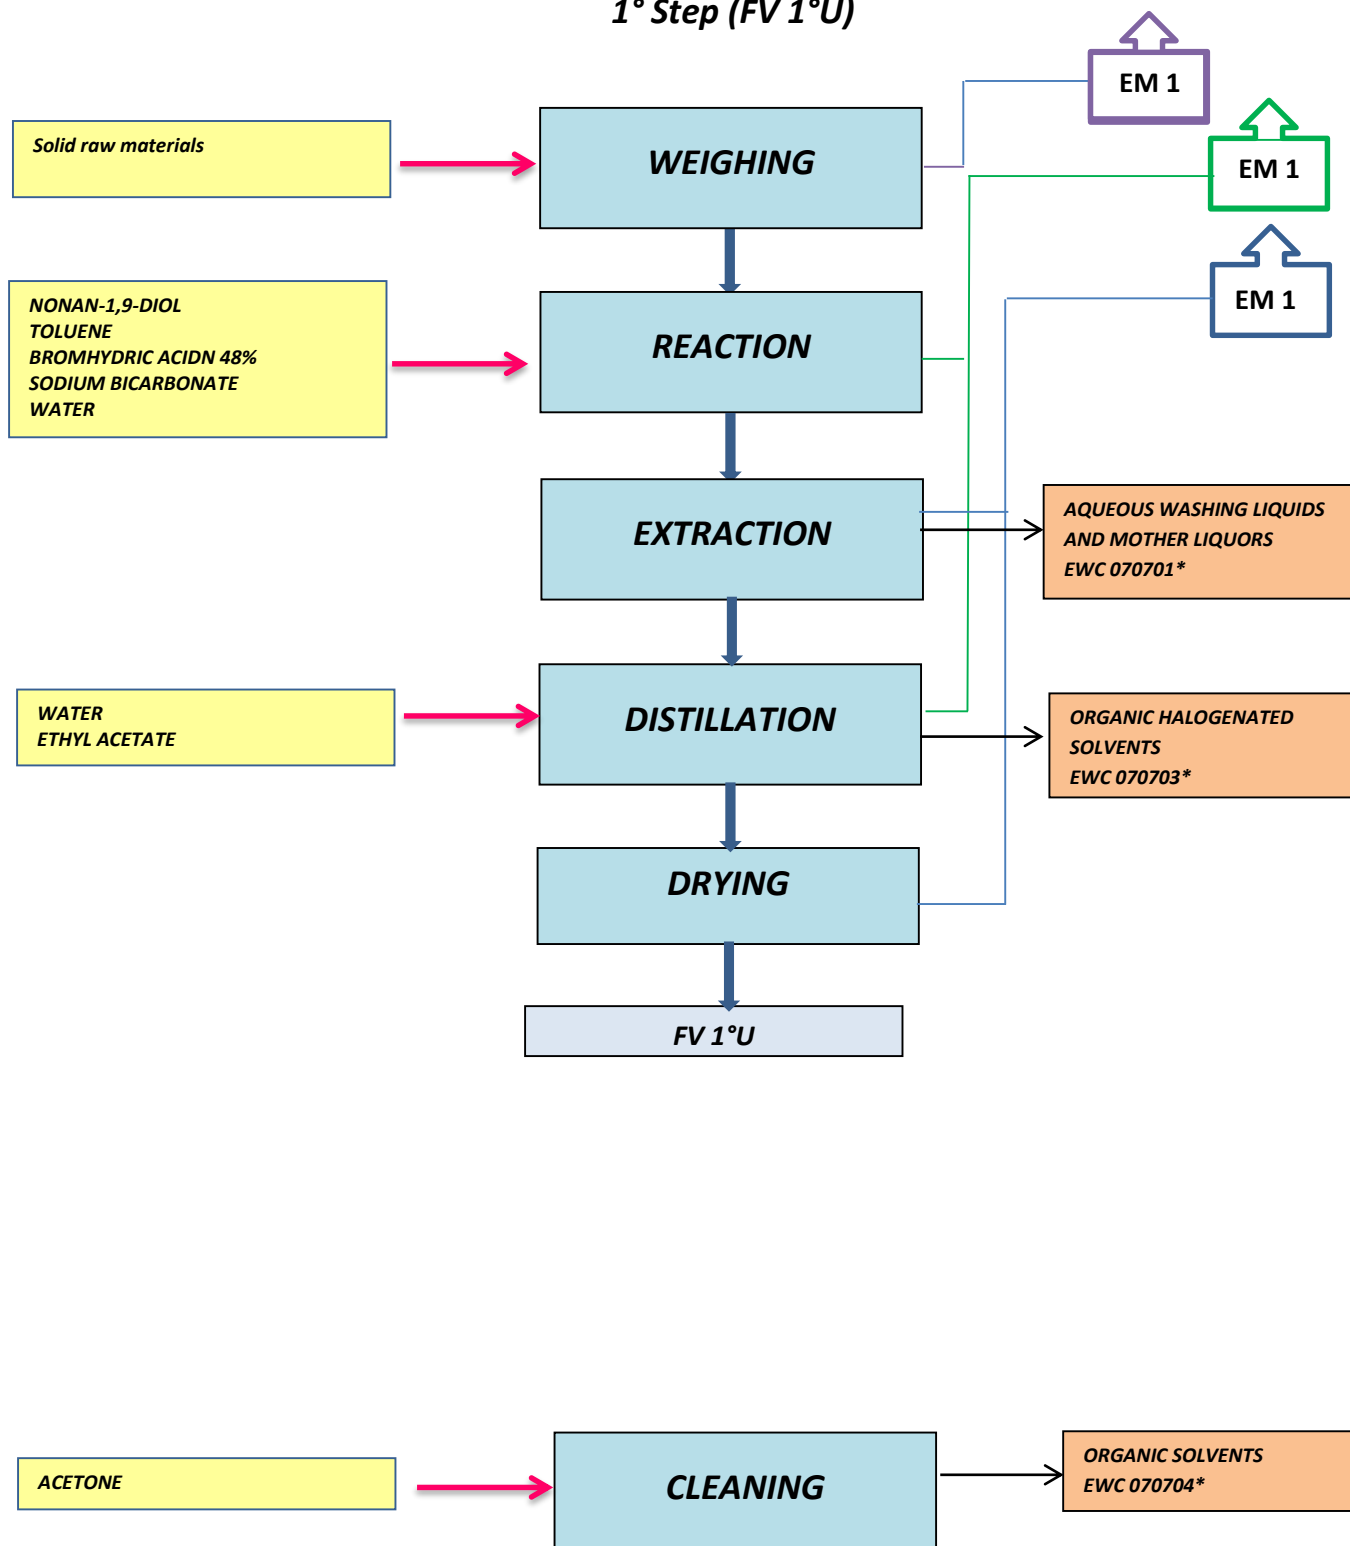 1° Step (FV 1°U)
EM 1
Solid raw materials
WEIGHING
EM 1
NONAN-1,9-DIOL
TOLUENE
BROMHYDRIC ACIDN 48%
SODIUM BICARBONATE
WATER
REACTION
EM 1
EXTRACTION
AQUEOUS WASHING LIQUIDS
AND MOTHER LIQUORS
EWC 070701*
WATER
ETHYL ACETATE
DISTILLATION
ORGANIC HALOGENATED
SOLVENTS
EWC 070703*
DRYING
FV 1°U
ACETONE
CLEANING
ORGANIC SOLVENTS
EWC 070704*